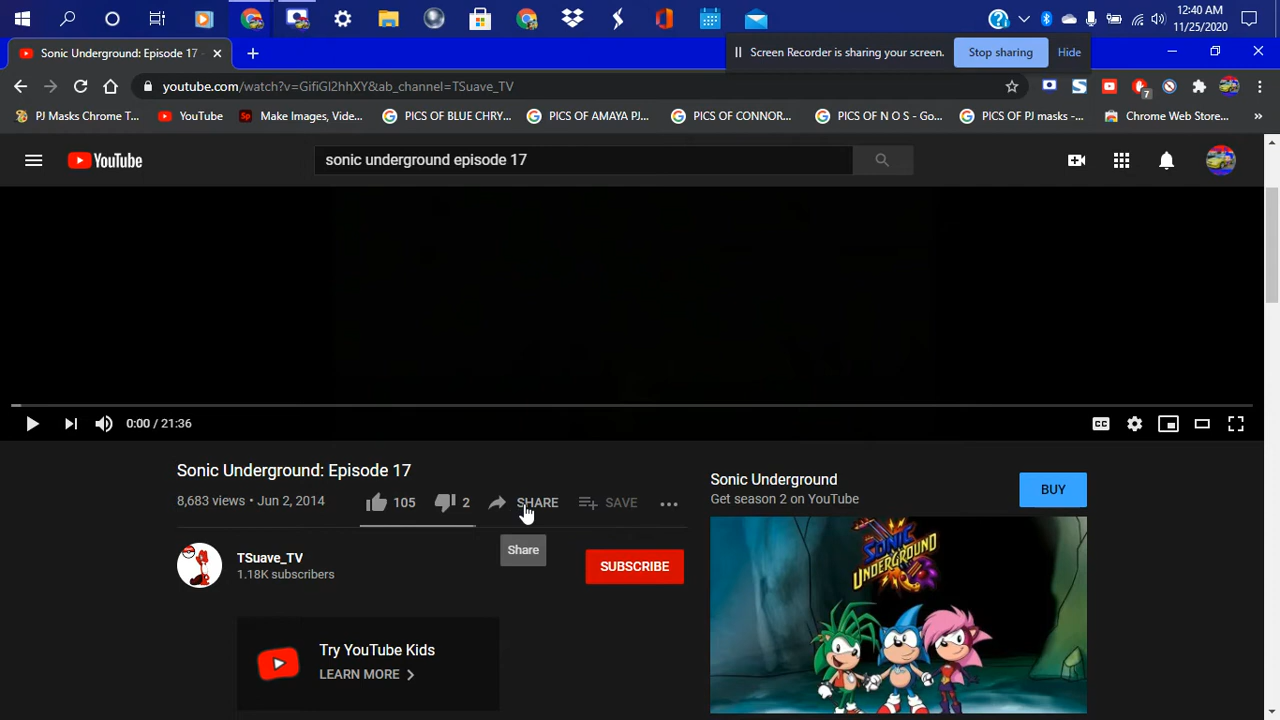 12:40 AM
11/25/2020
Sonic Underground: Episode 17 -
Screen Recorder is sharing your screen. Stop sharing Hide
youtube.com/watch?v=GifiGI2hhXY&ab_channel=TSuave_TV
7
PJ Masks Chrome T... YouTube Sp Make Images, Vide... PICS OF BLUE CHRY... PICS OF AMAYA PJ... PICS OF CONNOR... PICS OF N O S - Go... PICS OF PJ masks - ... Chrome Web Store... »
YouTube sonic underground episode 17
0:00 / 21:36 CC
Sonic Underground: Episode 17
8,683 views • Jun 2, 2014 105 2 SHARE SAVE
Share
TSuave_TV
1.18K subscribers
SUBSCRIBE
Try YouTube Kids
LEARN MORE
Sonic Underground
Get season 2 on YouTube
BUY
SONIC
UNDERGROUND